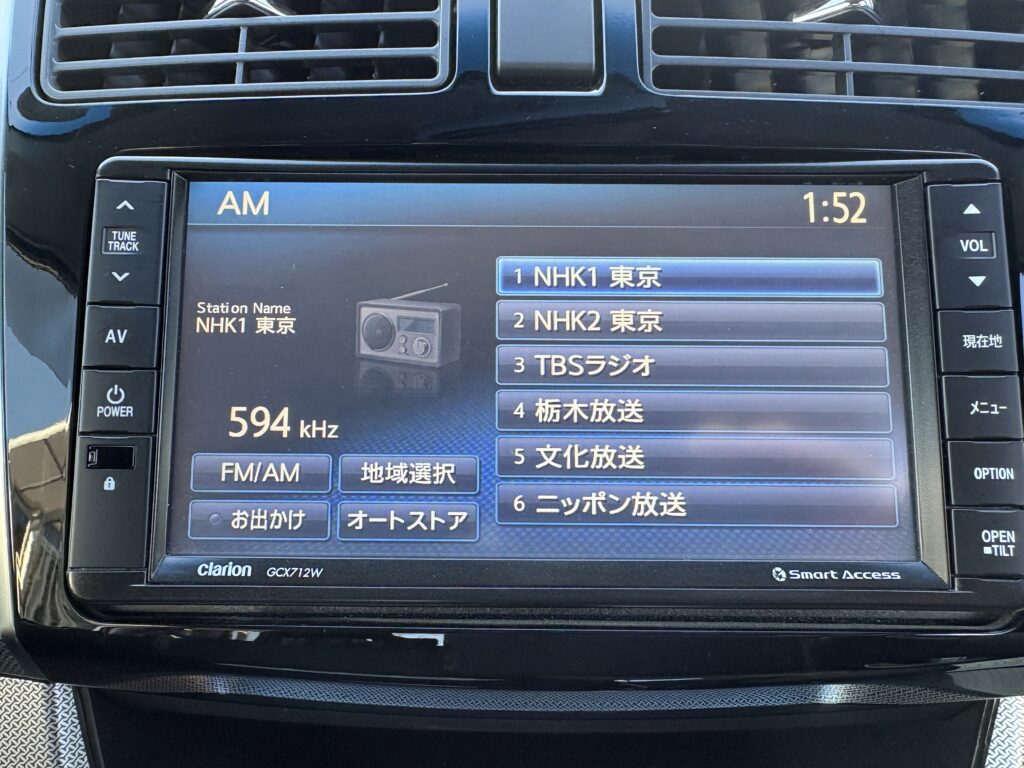 AM
1:52
Station Name
NHK1 東京
594 kHz
FM/AM
地域選択
お出かけ
オートストア
1 NHK1 東京
2 NHK2 東京
3 TBSラジオ
4 栃木放送
5 文化放送
6 ニッポン放送
TUNE
TRACK
AV
POWER
VOL
現在地
メニュー
OPTION
OPEN
■TILT
clarion GCX712W
Smart Access